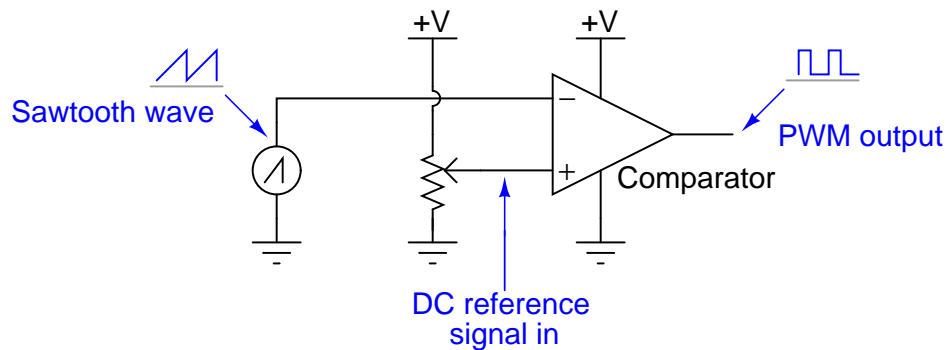 +V
+V
Sawtooth wave
−
PWM output
+
Comparator
DC reference
signal in